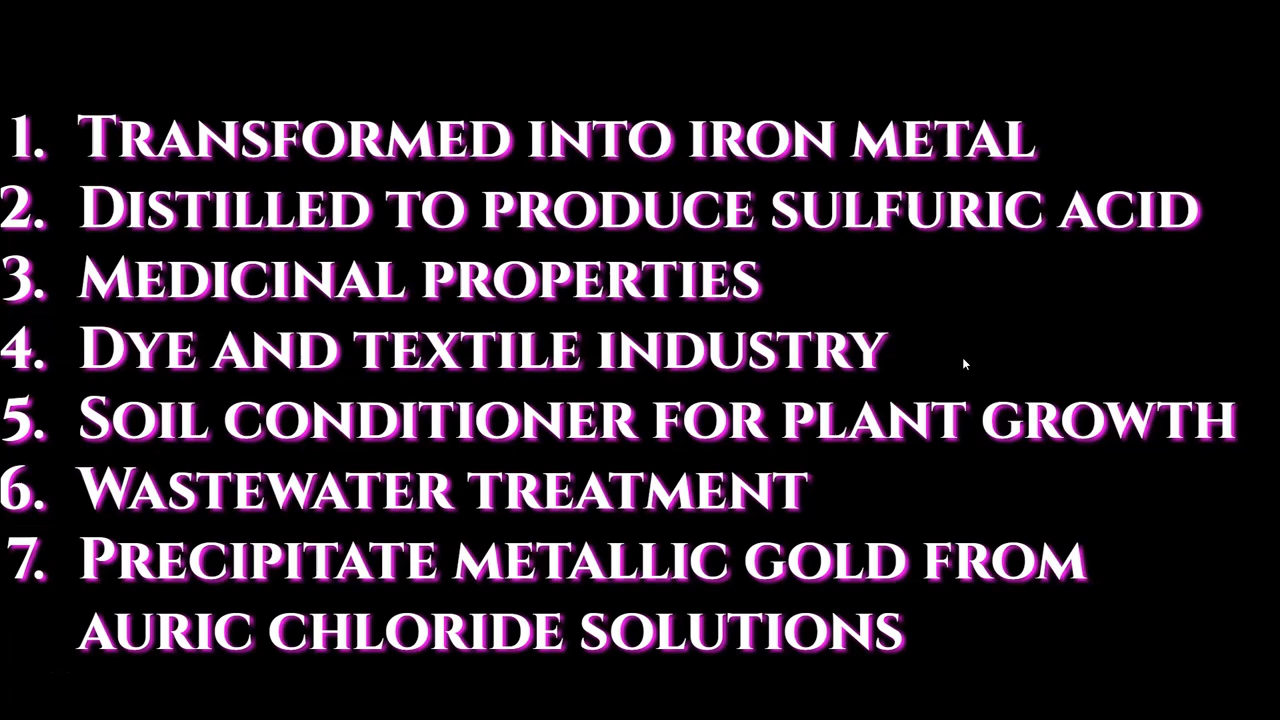 1. Transformed into iron metal
2. Distilled to produce sulfuric acid
3. Medicinal properties
4. Dye and textile industry
5. Soil conditioner for plant growth
6. Wastewater treatment
7. Precipitate metallic gold from
auric chloride solutions